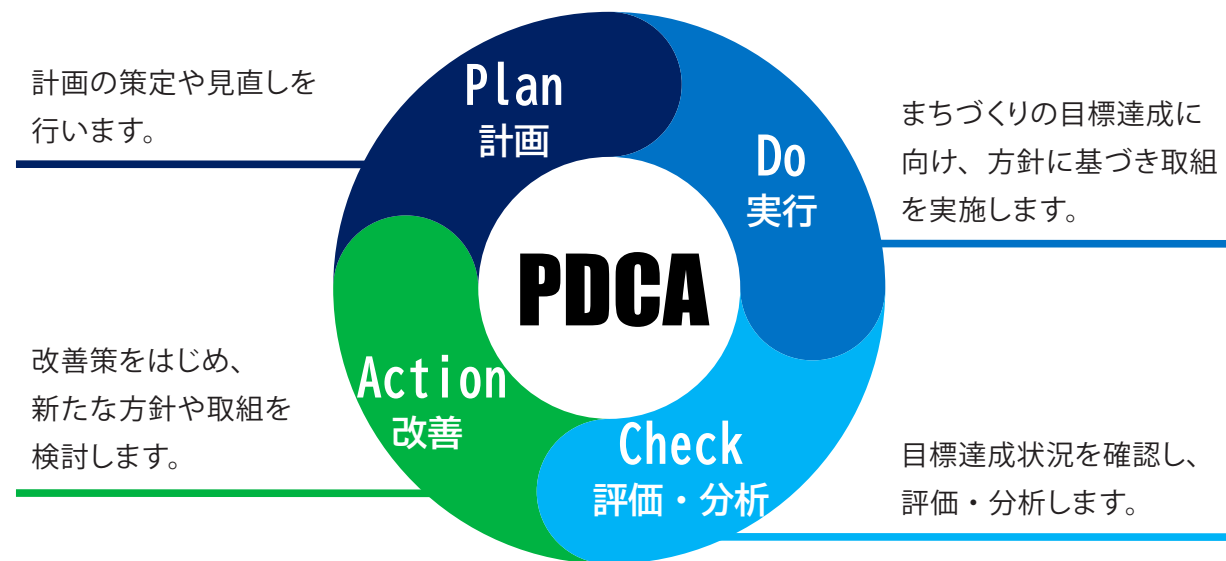 計画の策定や見直しを
行います。
Plan
計画
Do
実行
まちづくりの目標達成に
向け、方針に基づき取組
を実施します。
PDCA
改善策をはじめ、
新たな方針や取組を
検討します。
Action
改善
Check
評価・分析
目標達成状況を確認し、
評価・分析します。